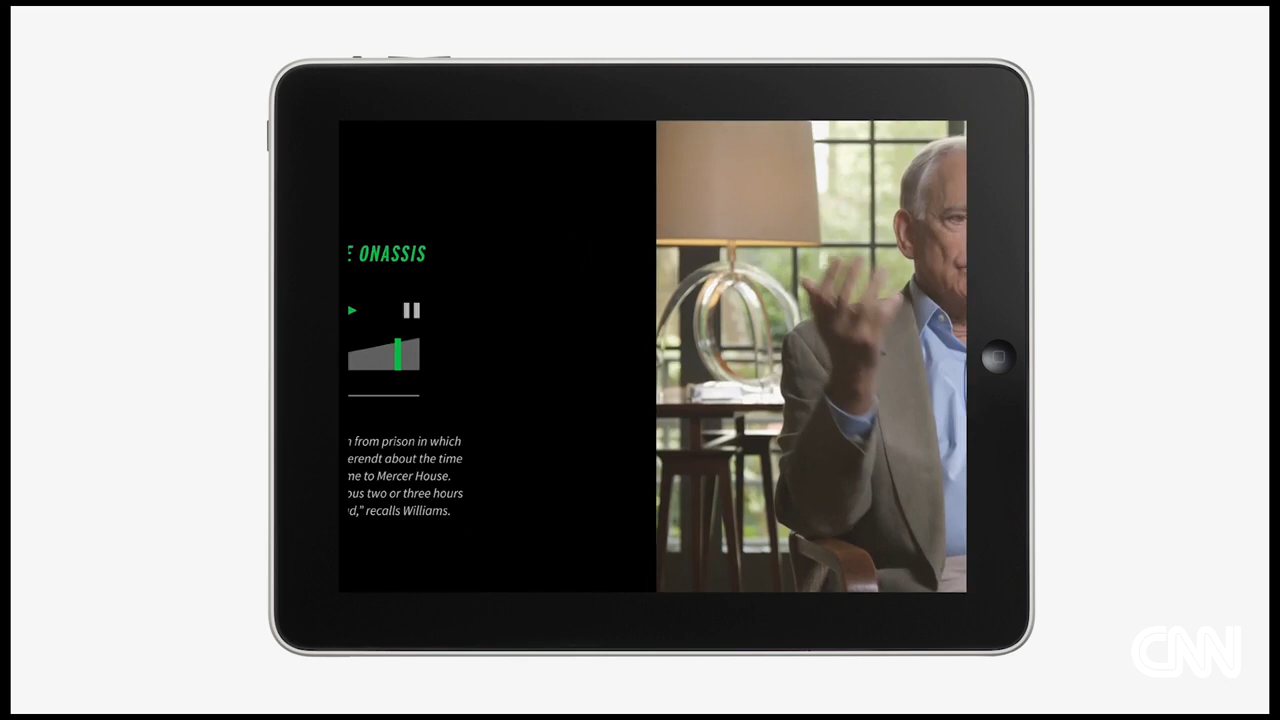 E ONASSIS
n from prison in which
erendt about the time
me to Mercer House.
ous two or three hours
d,” recalls Williams.
CNN